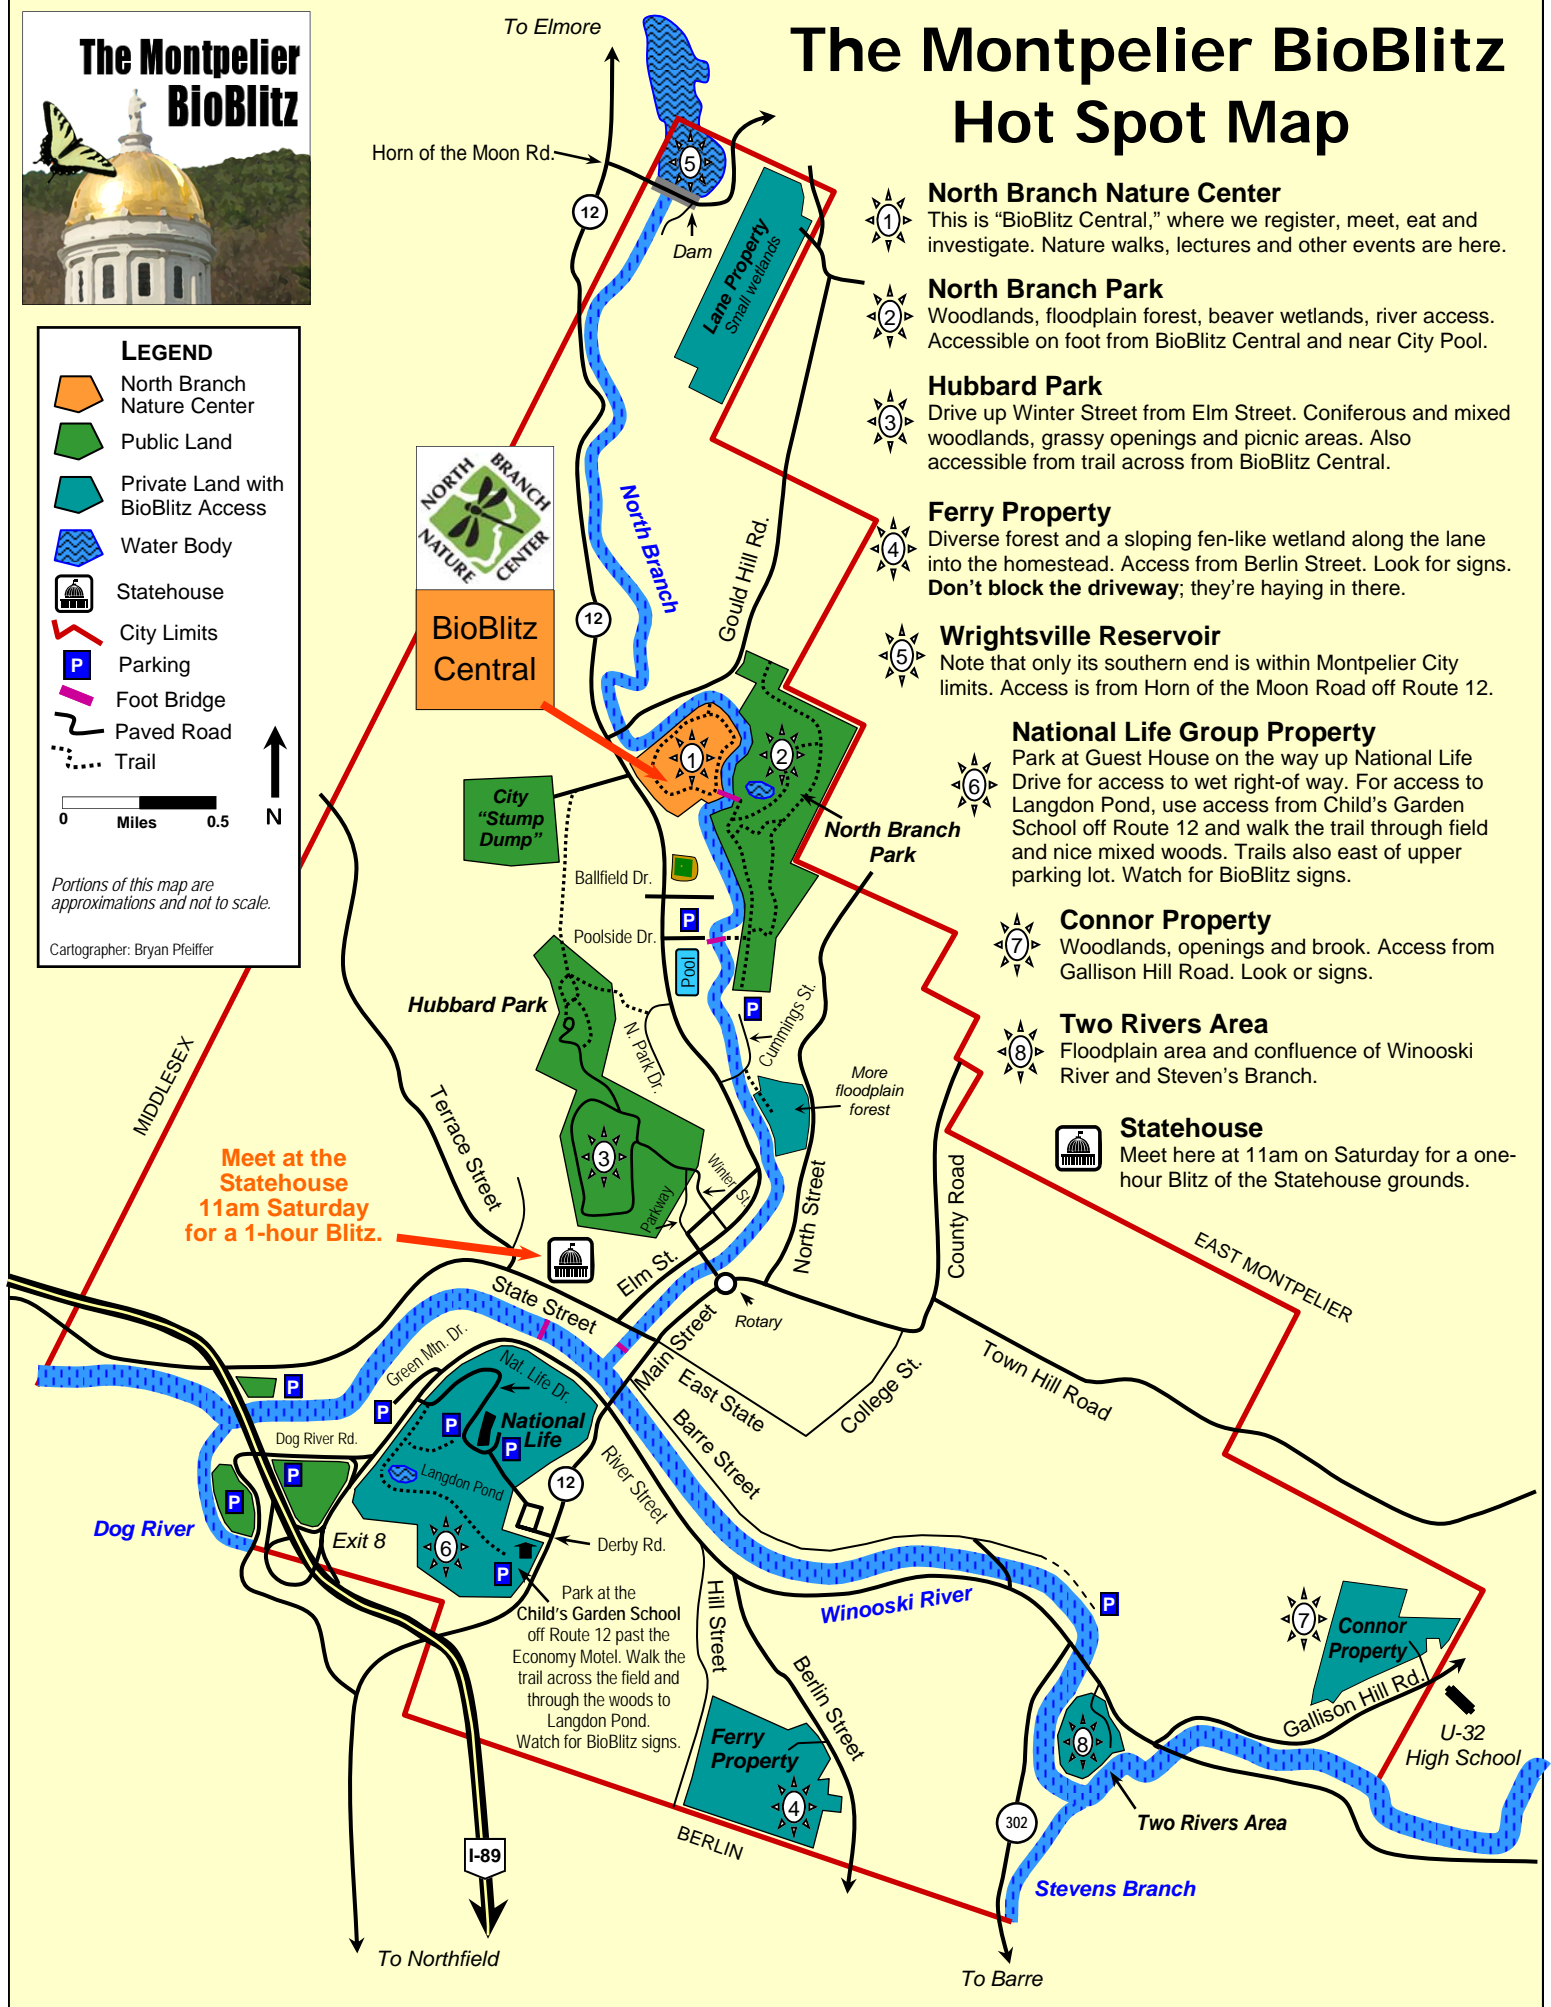 The Montpelier
BioBlitz
The Montpelier BioBlitz
Hot Spot Map
To Elmore
Horn of the Moon Rd.
5
12
Dam
Lane Property
Small wetlands
1
North Branch Nature Center
This is “BioBlitz Central,” where we register, meet, eat and
investigate. Nature walks, lectures and other events are here.
2
North Branch Park
Woodlands, floodplain forest, beaver wetlands, river access.
Accessible on foot from BioBlitz Central and near City Pool.
3
Hubbard Park
Drive up Winter Street from Elm Street. Coniferous and mixed
woodlands, grassy openings and picnic areas. Also
accessible from trail across from BioBlitz Central.
4
Ferry Property
Diverse forest and a sloping fen-like wetland along the lane
into the homestead. Access from Berlin Street. Look for signs.
Don’t block the driveway; they’re haying in there.
5
Wrightsville Reservoir
Note that only its southern end is within Montpelier City
limits. Access is from Horn of the Moon Road off Route 12.
6
National Life Group Property
Park at Guest House on the way up National Life
Drive for access to wet right-of way. For access to
Langdon Pond, use access from Child’s Garden
School off Route 12 and walk the trail through field
and nice mixed woods. Trails also east of upper
parking lot. Watch for BioBlitz signs.
7
Connor Property
Woodlands, openings and brook. Access from
Gallison Hill Road. Look or signs.
8
Two Rivers Area
Floodplain area and confluence of Winooski
River and Steven’s Branch.
Statehouse
Meet here at 11am on Saturday for a one-
hour Blitz of the Statehouse grounds.
LEGEND
North Branch
Nature Center
Public Land
Private Land with
BioBlitz Access
Water Body
Statehouse
City Limits
P
Parking
Foot Bridge
Paved Road
Trail
0
Miles
0.5
N
Portions of this map are
approximations and not to scale.
Cartographer: Bryan Pfeiffer
NORTH BRANCH
NATURE CENTER
BioBlitz
Central
North Branch
12
Gould Hill Rd.
1
2
City
“Stump
Dump”
North Branch
Park
Ballfield Dr.
P
Poolside Dr.
Pool
P
Cummings St.
Hubbard Park
N. Park Dr.
More
floodplain
forest
MIDDLESEX
Terrace Street
3
Winter St.
Parkway
North Street
County Road
Meet at the
Statehouse
11am Saturday
for a 1-hour Blitz.
Elm St.
State Street
Rotary
EAST MONTPELIER
Main Street
East State
College St.
Town Hill Road
Green Mtn. Dr.
Nat. Life Dr.
P
P
P
National
Life
P
Barre Street
Dog River Rd.
P
P
Langdon Pond
12
River Street
Dog River
Exit 8
6
Derby Rd.
P
Park at the
Child’s Garden School
off Route 12 past the
Economy Motel. Walk the
trail across the field and
through the woods to
Langdon Pond.
Watch for BioBlitz signs.
Hill Street
Berlin Street
Winooski River
P
7
Connor
Property
Gallison Hill Rd.
U-32
High School
Ferry
Property
4
8
Two Rivers Area
302
BERLIN
I-89
Stevens Branch
To Northfield
To Barre